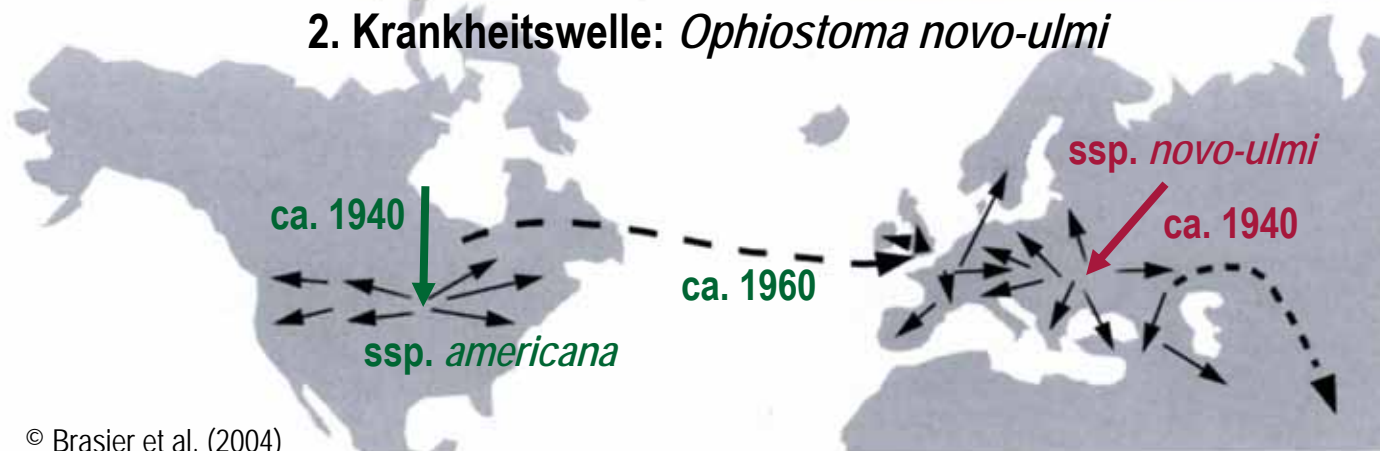 2. Krankheitswelle: Ophiostoma novo-ulmi
ssp. novo-ulmi
ca. 1940
ca. 1940
ca. 1960
ssp. americana
© Brasier et al. (2004)